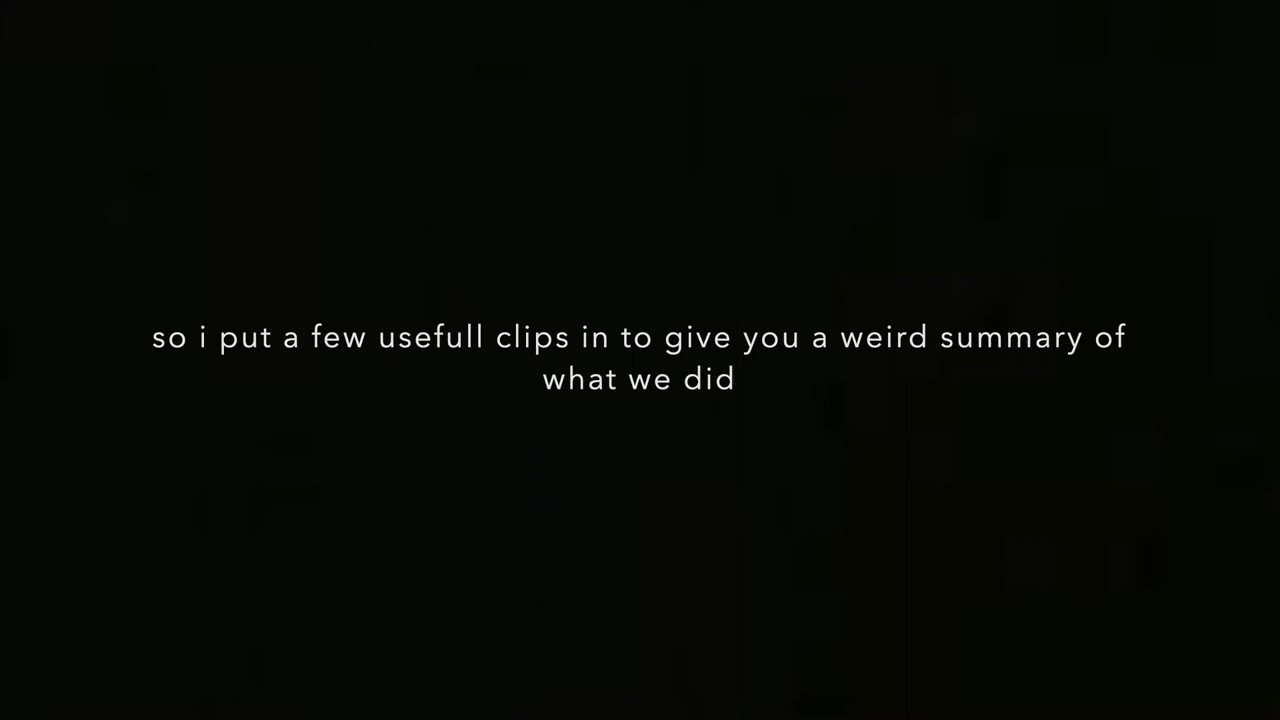 so i put a few usefull clips in to give you a weird summary of
what we did